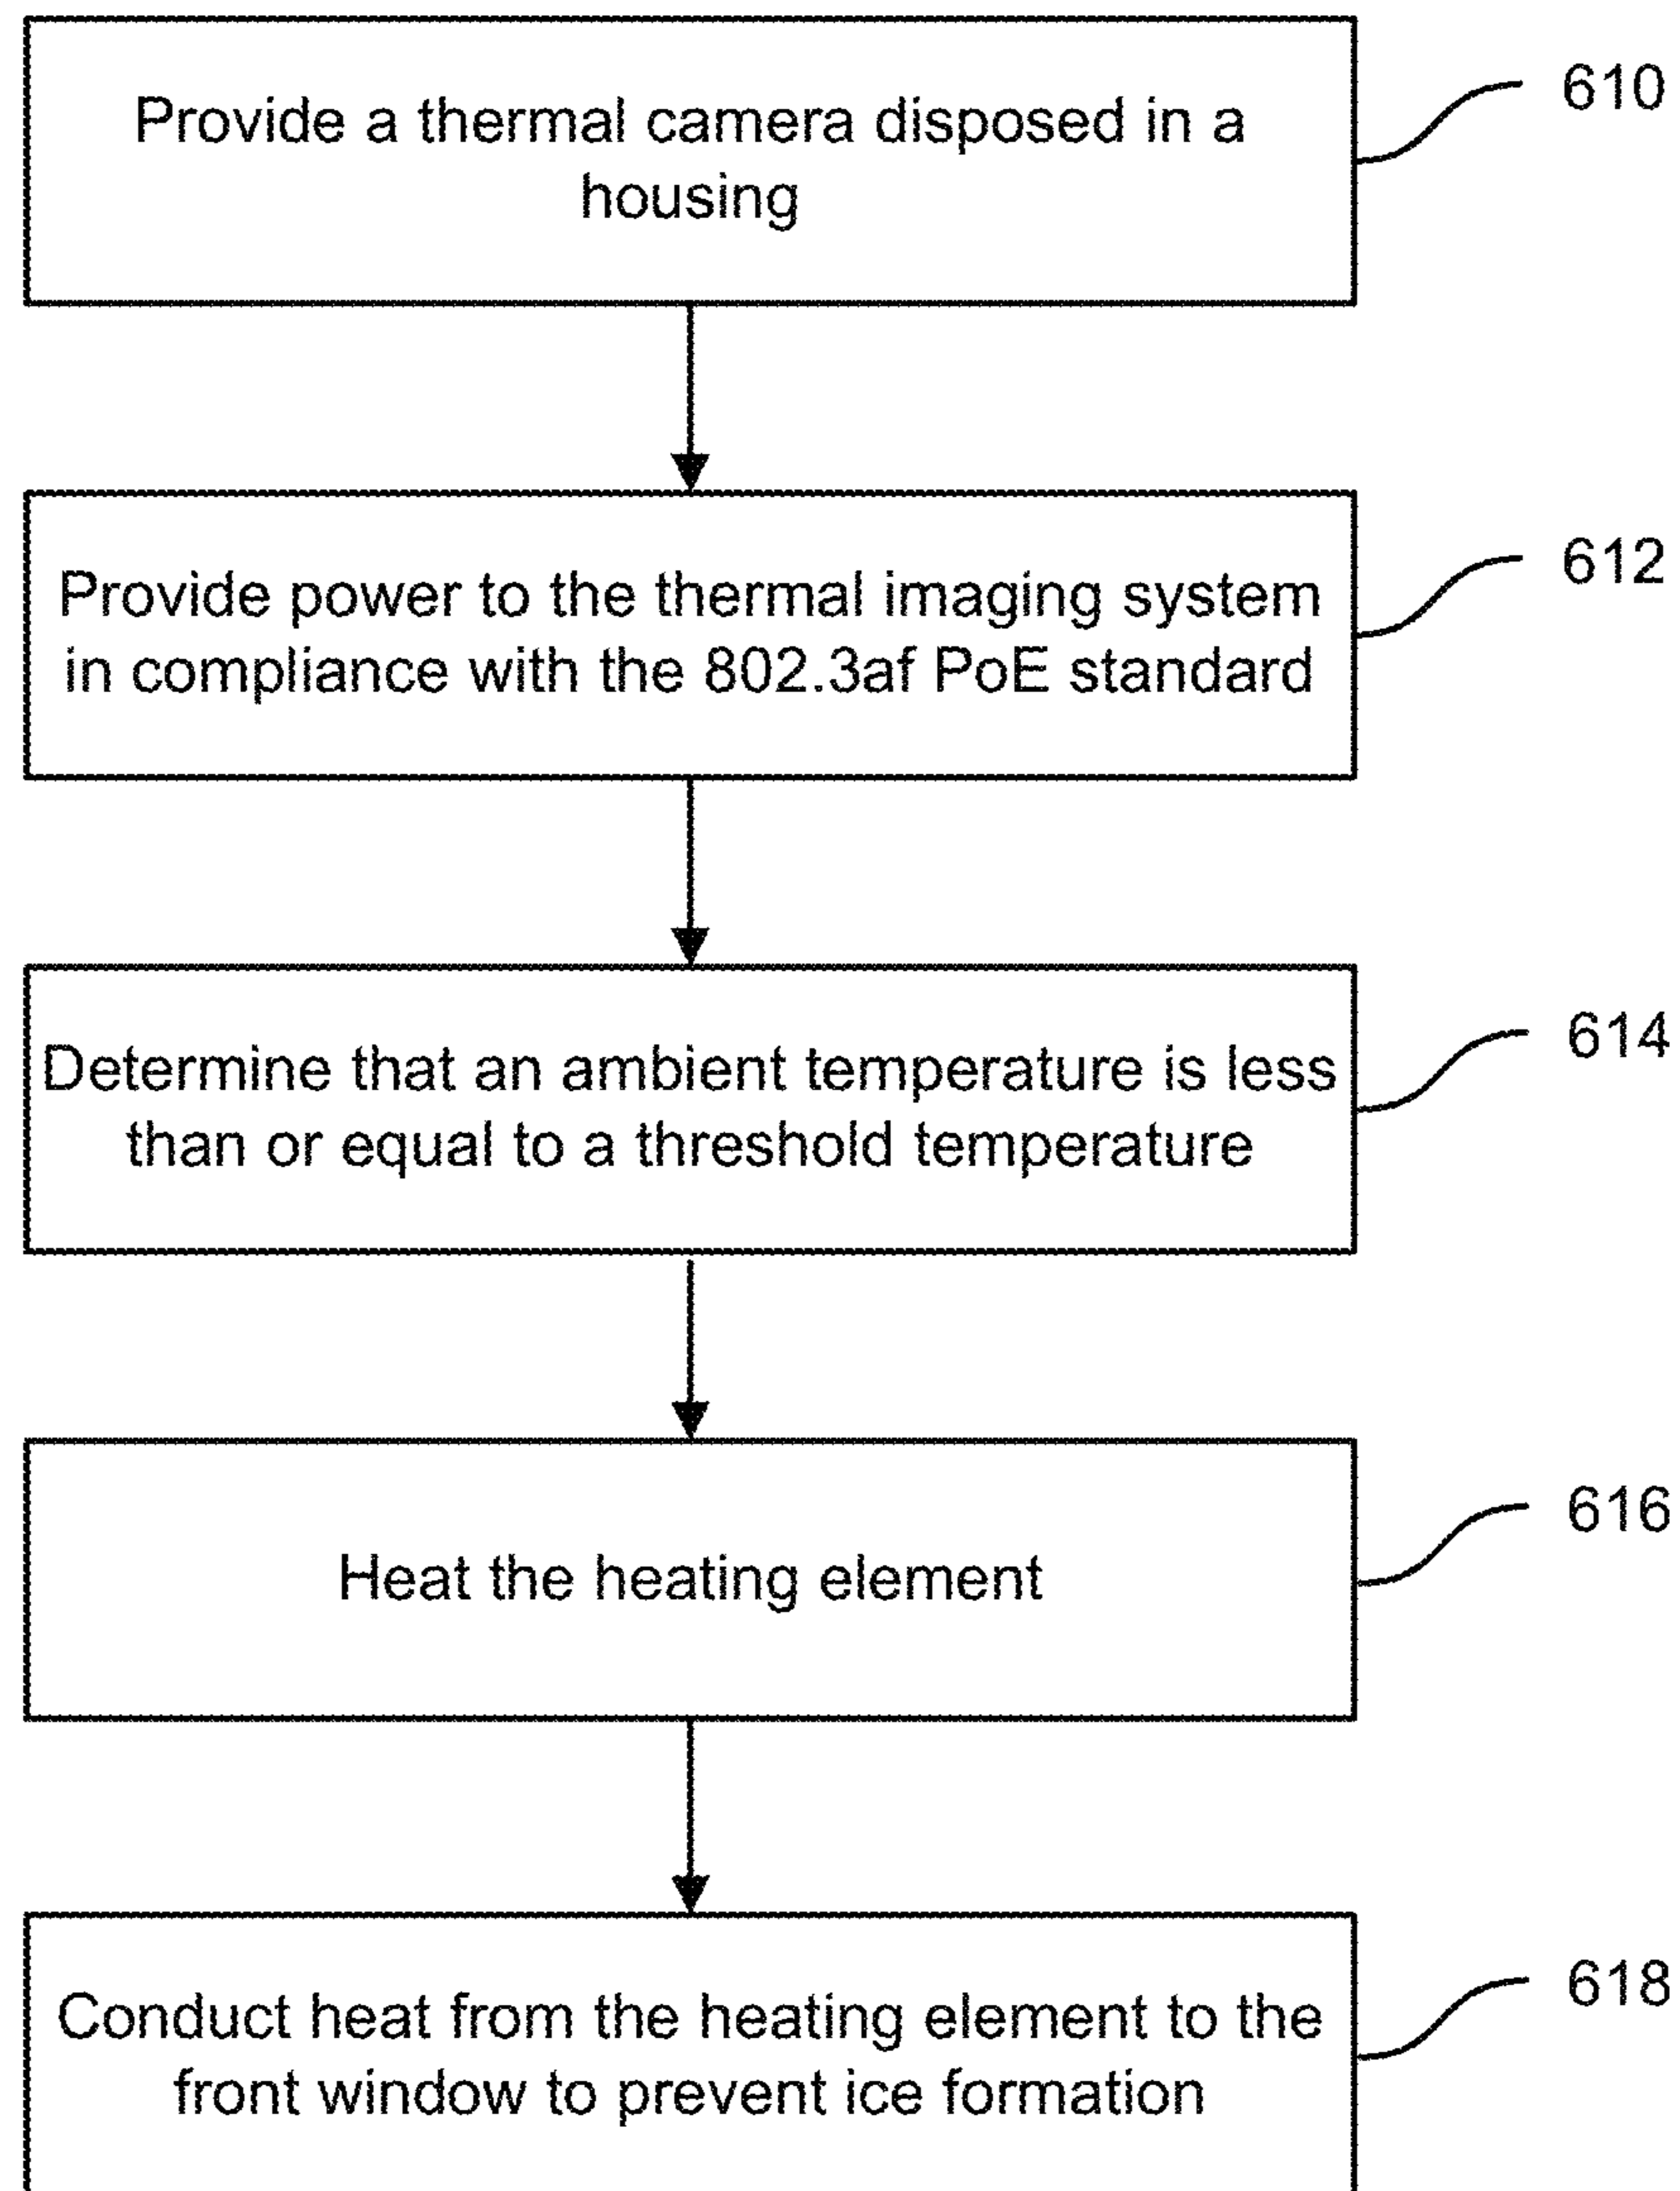 Provide a thermal camera disposed in a
housing
610
Provide power to the thermal imaging system
in compliance with the 802.3af PoE standard
612
Determine that an ambient temperature is less
than or equal to a threshold temperature
614
Heat the heating element
616
Conduct heat from the heating element to the
front window to prevent ice formation
618